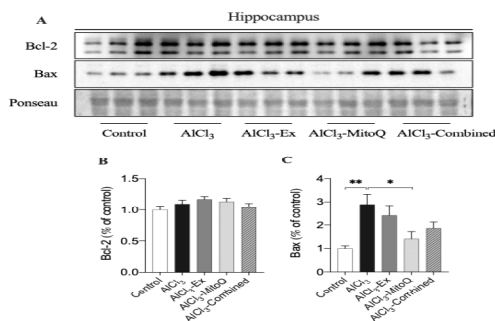 Hippocampus
A
Bcl-2
Bax
Ponseau
Control AlCl3 AlCl3-Ex AlCl3-MitoQ AlCl3-Combined
B
Bcl-2 (% of control)
1.5
1.0
0.5
0.0
Control
AlCl3
AlCl3-Ex
AlCl3-MitoQ
AlCl3-Combined
C
Bax (% of control)
4
3
2
1
0
** *
Control
AlCl3
AlCl3-Ex
AlCl3-MitoQ
AlCl3-Combined